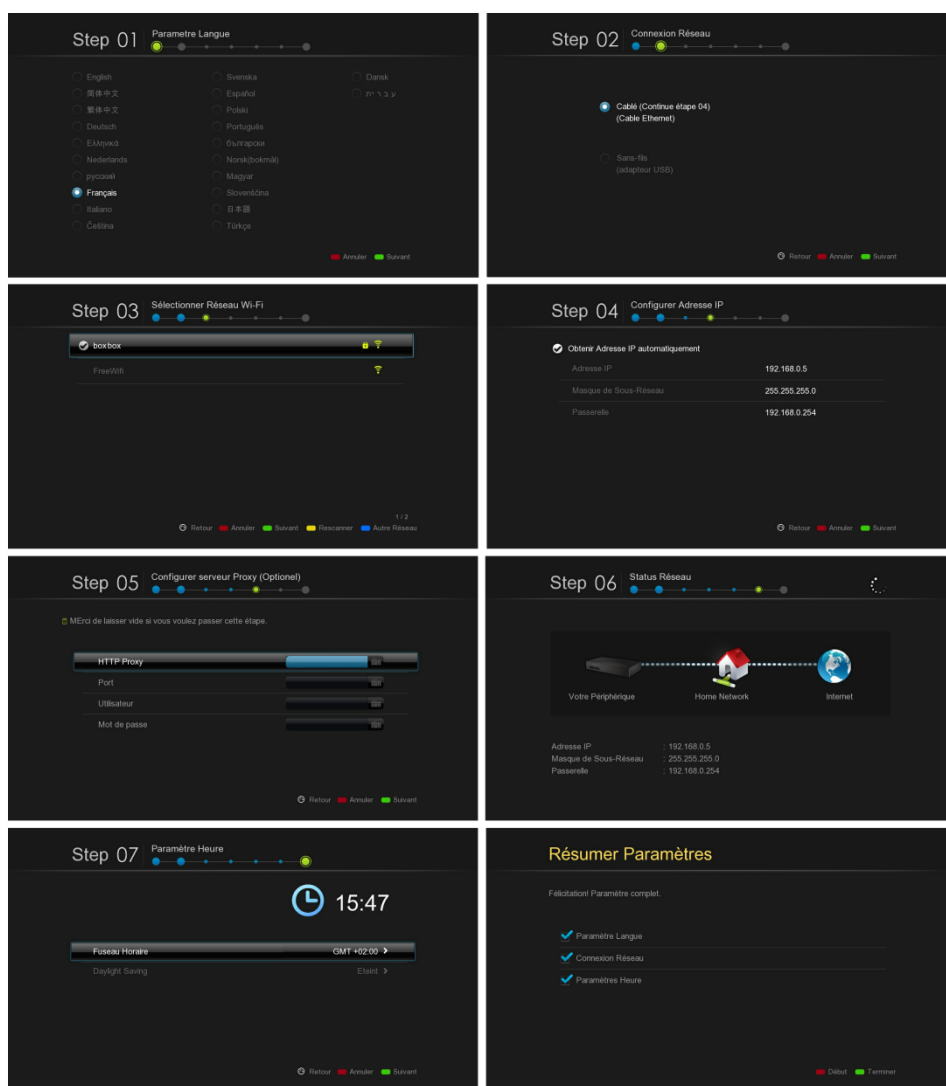 Step 01 Parametre Langue
English Svenska Dansk
简体中文 Español עברית
繁体中文 Polski
Deutsch Português
Ελληνικά български
Nederlands Norsk(bokmål)
русский Magyar
Français Slovenščina
Italiano 日本語
Čeština Türkçe
Annuler Suivant
Step 02 Connexion Réseau
Cablé (Continue étape 04)
(Cable Ethernet)
Sans-fils
(adapteur USB)
Retour Annuler Suivant
Step 03 Sélectionner Réseau Wi-Fi
boxbox
FreeWifi
1/2
Retour Annuler Suivant Rescanner Autre Réseau
Step 04 Configurer Adresse IP
Obtenir Adresse IP automatiquement
Adresse IP 192.168.0.5
Masque de Sous-Réseau 255.255.255.0
Passerelle 192.168.0.254
Retour Annuler Suivant
Step 05 Configurer serveur Proxy (Optionel)
MErci de laisser vide si vous voulez passer cette étape.
HTTP Proxy
Port
Utilisateur
Mot de passe
Retour Annuler Suivant
Step 06 Status Réseau
Votre Périphérique Home Network Internet
Adresse IP : 192.168.0.5
Masque de Sous-Réseau : 255.255.255.0
Passerelle : 192.168.0.254
Step 07 Paramètre Heure
15:47
Fuseau Horaire GMT +02:00
Daylight Saving Eteint
Retour Annuler Suivant
Résumer Paramètres
Félicitation! Paramètre complet.
Paramètre Langue
Connexion Réseau
Paramètres Heure
Début Terminer